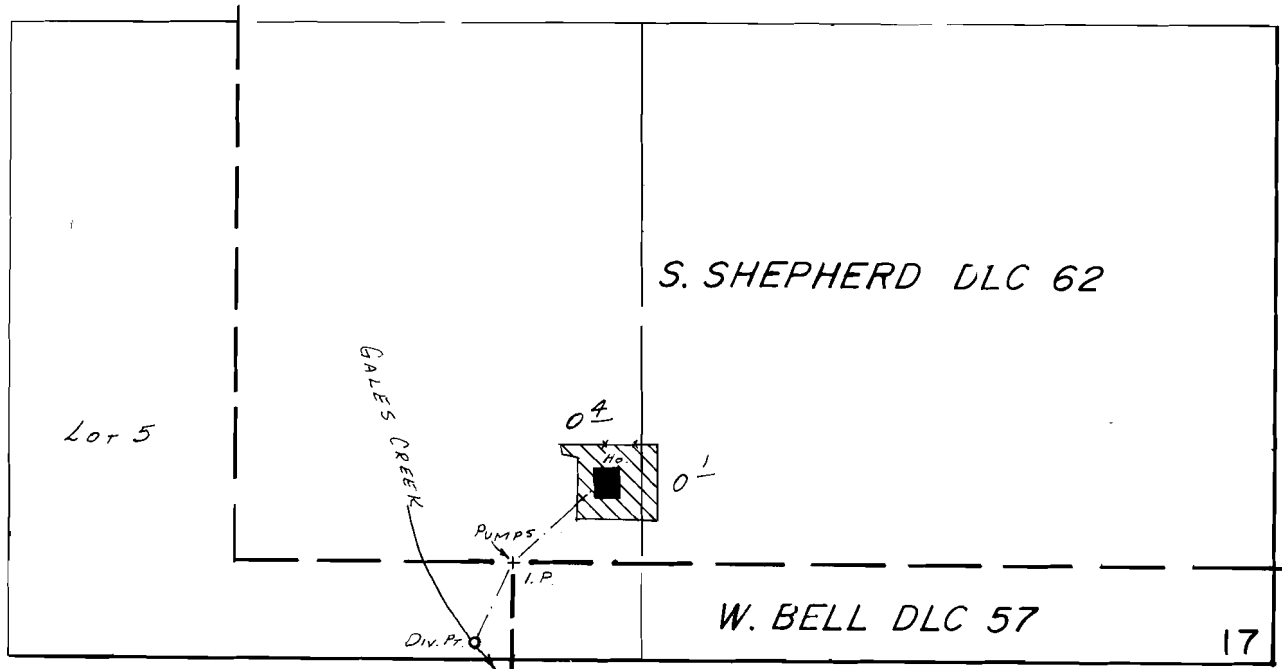 S. SHEPHERD DLC 62
GALES CREEK
LOT 5
0 4
HO.
0 1
PUMPS
I.P.
W. BELL DLC 57
DIV. PT.
17